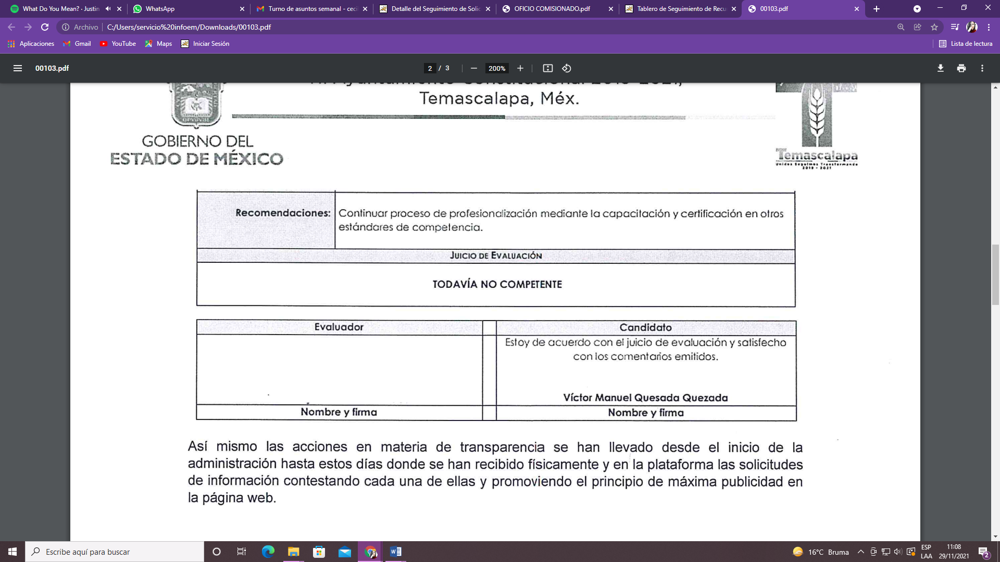 What Do You Mean? · Justin
WhatsApp
Turno de asuntos semanal - ceci
Detalle del Seguimiento de Solic
OFICIO COMISIONADO.pdf
Tablero de Seguimiento de Recu
00103.pdf
Archivo
C:/Users/servicio%20infoem/Downloads/00103.pdf
Aplicaciones
Gmail
YouTube
Maps
Iniciar Sesión
Lista de lectura
00103.pdf
2 / 3
200%
H. Ayuntamiento Constitucional 2019-2021,
Temascalapa, Méx.
GOBIERNO DEL
ESTADO DE MÉXICO
Temascalapa
Unidos Seguimos Transformando
2019 - 2021
Recomendaciones:
Continuar proceso de profesionalización mediante la capacitación y certificación en otros
estándares de competencia.
JUICIO DE EVALUACIÓN
TODAVÍA NO COMPETENTE
Evaluador
Candidato
Estoy de acuerdo con el juicio de evaluación y satisfecho
con los comentarios emitidos.
Víctor Manuel Quesada Quezada
Nombre y firma
Nombre y firma
Así mismo las acciones en materia de transparencia se han llevado desde el inicio de la
administración hasta estos días donde se han recibido físicamente y en la plataforma las solicitudes
de información contestando cada una de ellas y promoviendo el principio de máxima publicidad en
la página web.
Escribe aquí para buscar
16°C Bruma
ESP
LAA
11:08
29/11/2021
2